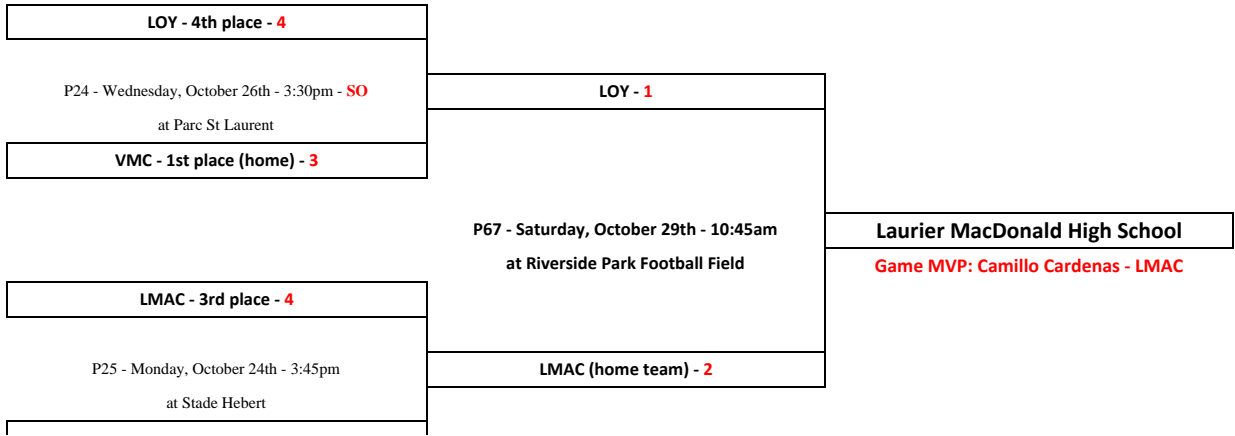 LOY - 4th place - 4
P24 - Wednesday, October 26th - 3:30pm - SO
at Parc St Laurent
VMC - 1st place (home) - 3
LOY - 1
P67 - Saturday, October 29th - 10:45am
at Riverside Park Football Field
Laurier MacDonald High School
Game MVP: Camillo Cardenas - LMAC
LMAC - 3rd place - 4
P25 - Monday, October 24th - 3:45pm
at Stade Hebert
LMAC (home team) - 2